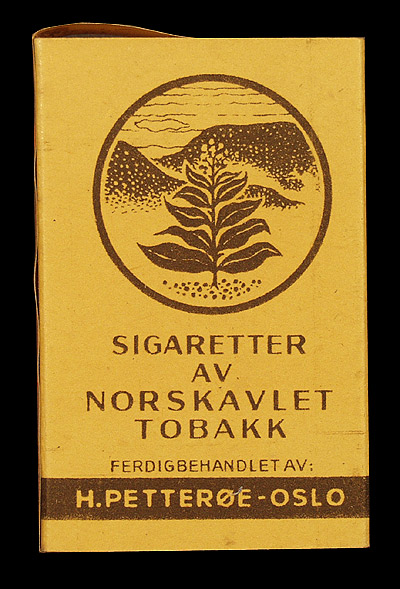 SIGARETTER
AV
NORSKAVLET
TOBAKK
FERDIGBEHANDLET AV:
H. PETTERØE-OSLO